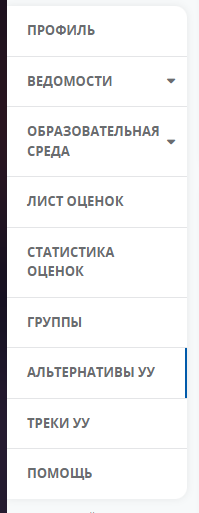 ПРОФИЛЬ
ВЕДОМОСТИ
ОБРАЗОВАТЕЛЬНАЯ
СРЕДА
ЛИСТ ОЦЕНОК
СТАТИСТИКА
ОЦЕНОК
ГРУППЫ
АЛЬТЕРНАТИВЫ УУ
ТРЕКИ УУ
ПОМОЩЬ